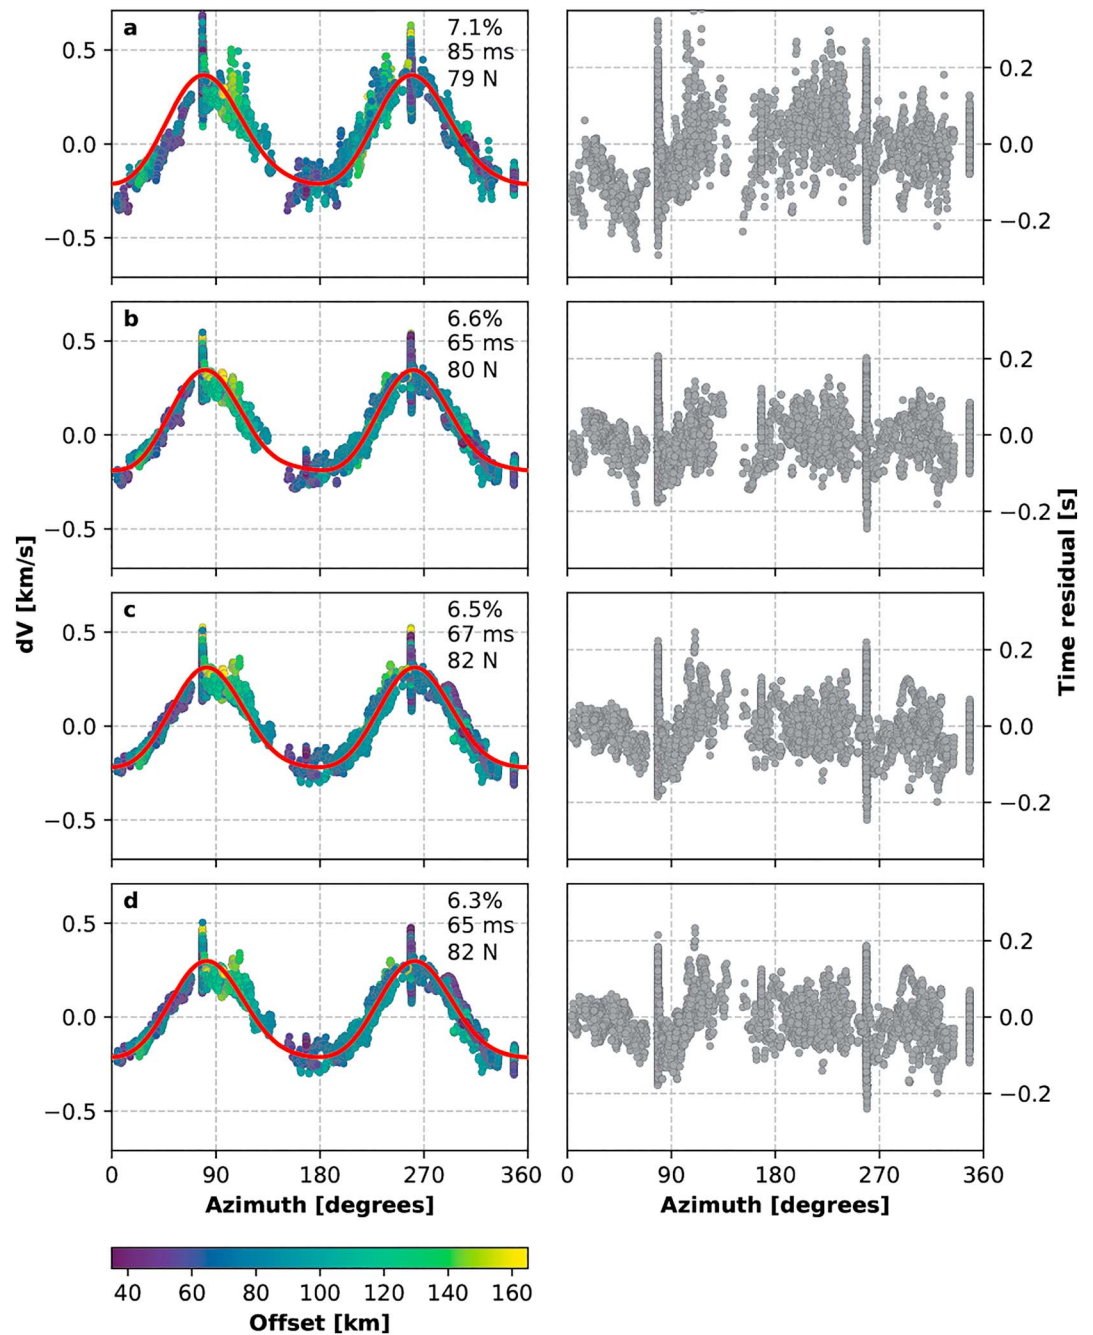 a
7.1%
85 ms
79 N
0.5
0.0
−0.5
0.2
0.0
−0.2
b
6.6%
65 ms
80 N
0.5
0.0
−0.5
0.2
0.0
−0.2
dV [km/s]
Time residual [s]
c
6.5%
67 ms
82 N
0.5
0.0
−0.5
0.2
0.0
−0.2
d
6.3%
65 ms
82 N
0.5
0.0
−0.5
0.2
0.0
−0.2
0 90 180 270 360
0 90 180 270 360
Azimuth [degrees]
Azimuth [degrees]
40 60 80 100 120 140 160
Offset [km]